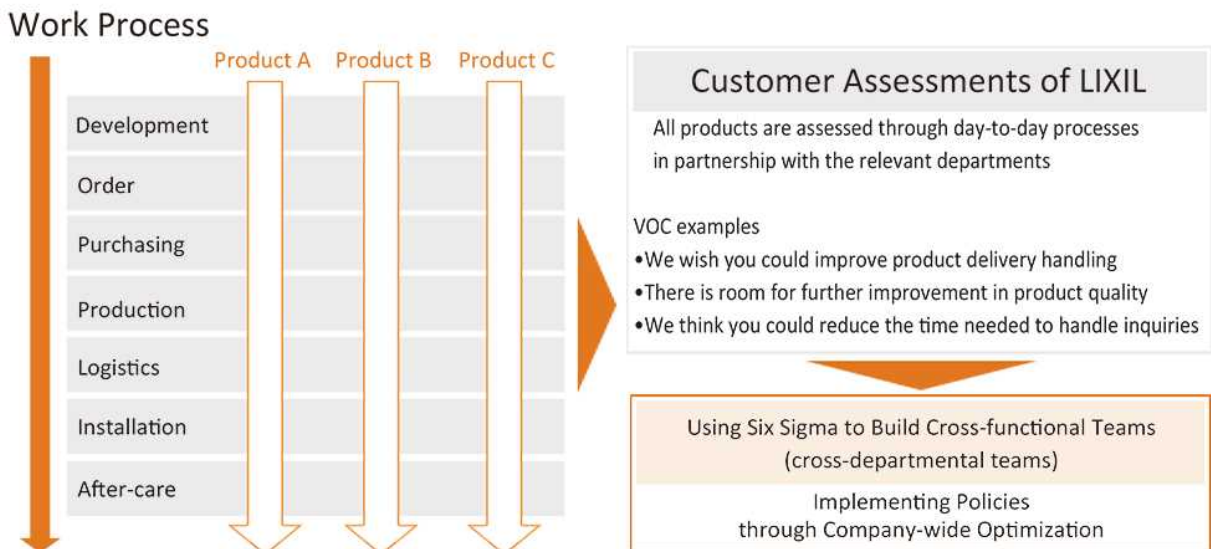 Work Process
Product A
Product B
Product C
Development
Order
Purchasing
Production
Logistics
Installation
After-care
Customer Assessments of LIXIL
All products are assessed through day-to-day processes
in partnership with the relevant departments
VOC examples
•We wish you could improve product delivery handling
•There is room for further improvement in product quality
•We think you could reduce the time needed to handle inquiries
Using Six Sigma to Build Cross-functional Teams
(cross-departmental teams)
Implementing Policies
through Company-wide Optimization